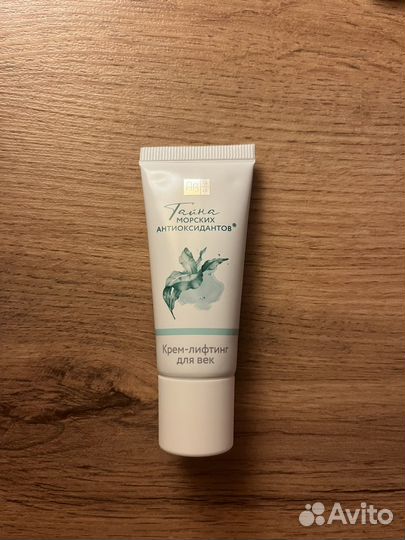 Тайна
МОРСКИХ
АНТИОКСИДАНТОВ®
Крем-лифтинг
для век
Avito